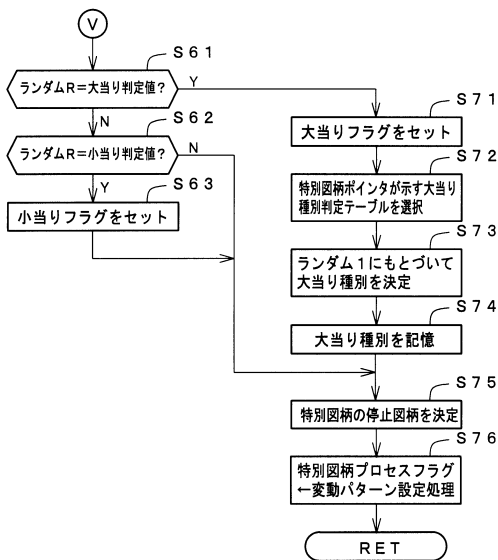 V
S61
ランダムR=大当り判定値?
Y
N
S62
ランダムR=小当り判定値?
N
Y
S63
小当りフラグをセット
S71
大当りフラグをセット
S72
特別図柄ポインタが示す大当り
種別判定テーブルを選択
S73
ランダム1にもとづいて
大当り種別を決定
S74
大当り種別を記憶
S75
特別図柄の停止図柄を決定
S76
特別図柄プロセスフラグ
←変動パターン設定処理
RET